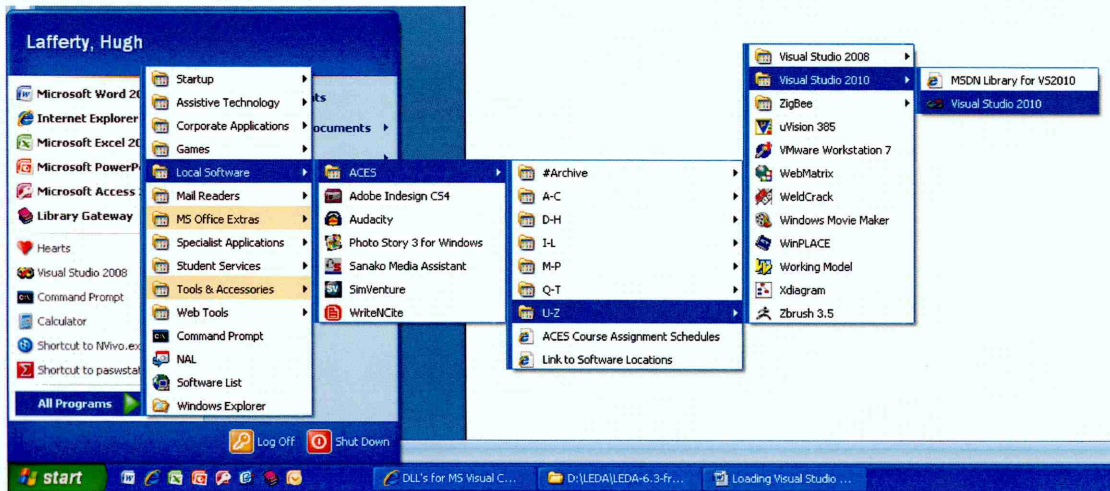 Lafferty, Hugh
Microsoft Word 20
Internet Explorer
Microsoft Excel 20
Microsoft PowerP
Microsoft Access
Library Gateway
Hearts
Visual Studio 2008
Command Prompt
Calculator
Shortcut to NVivo.ex
Shortcut to paswstat
All Programs
nts
ocuments
Startup
Assistive Technology
Corporate Applications
Games
Local Software
Mail Readers
MS Office Extras
Specialist Applications
Student Services
Tools & Accessories
Web Tools
Command Prompt
NAL
Software List
Windows Explorer
ACES
Adobe Indesign CS4
Audacity
Photo Story 3 for Windows
Sanako Media Assistant
SimVenture
WriteNCite
#Archive
A-C
D-H
I-L
M-P
Q-T
U-Z
ACES Course Assignment Schedules
Link to Software Locations
Visual Studio 2008
Visual Studio 2010
ZigBee
uVision 385
VMware Workstation 7
WebMatrix
WeldCrack
Windows Movie Maker
WinPLACE
Working Model
Xdiagram
Zbrush 3.5
MSDN Library for VS2010
Visual Studio 2010
Log Off
Shut Down
start
DLL's for MS Visual C...
D:\LEDA\LEDA-6.3-fr...
Loading Visual Studio ...